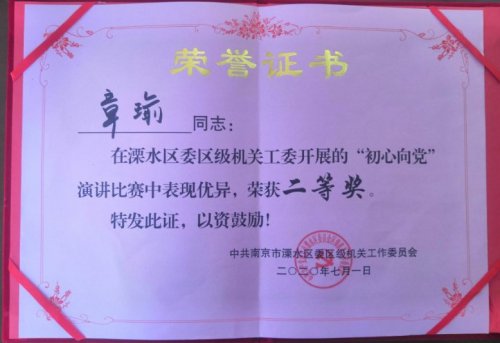 荣誉证书
章瑜 同志：
在溧水区委区级机关工委开展的“初心向党”
演讲比赛中表现优异，荣获二等奖。
特发此证，以资鼓励！
中共南京市溧水区委区级机关工作委员会
二〇二〇年七月一日